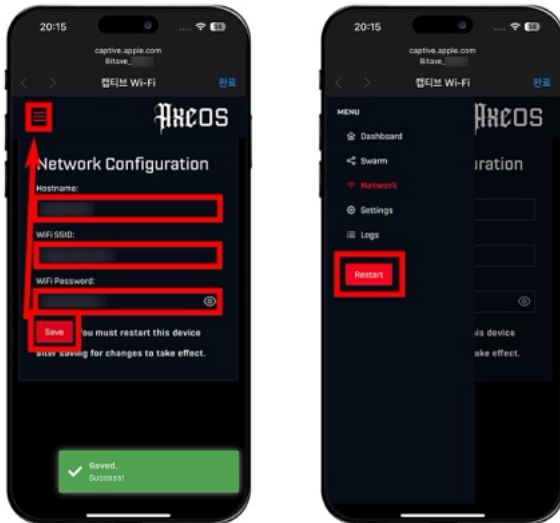 20:15
captive.apple.com
Bitaxe_
캡티브 Wi-Fi
완료
AxeOS
Network Configuration
Hostname:
WiFi SSID:
WiFi Password:
Save
You must restart this device
after saving for changes to take effect.
Saved.
Success!
20:15
captive.apple.com
Bitaxe_
캡티브 Wi-Fi
완료
MENU
AxeOS
Dashboard
Swarm
uration
Network
Settings
Logs
Restart
his device
ake effect.